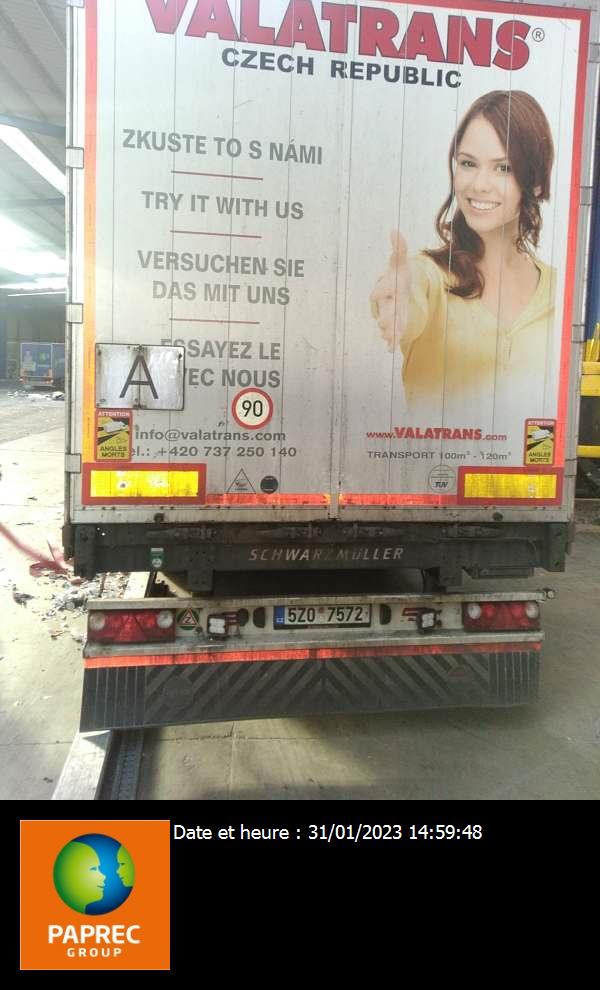 VALATRANS®
CZECH REPUBLIC
ZKUSTE TO S NÁMI
TRY IT WITH US
VERSUCHEN SIE
DAS MIT UNS
ESSAYEZ LE
VEC NOUS
A
90
ATTENTION
ANGLES
MORTS
info@valatrans.com
el.: +420 737 250 140
www.VALATRANS.com
TRANSPORT 100m³ - 120m³
ATTENTION
ANGLES
MORTS
TÜV
SCHWARZMÜLLER
CZ
5Z0 7572
Date et heure : 31/01/2023 14:59:48
PAPREC
GROUP